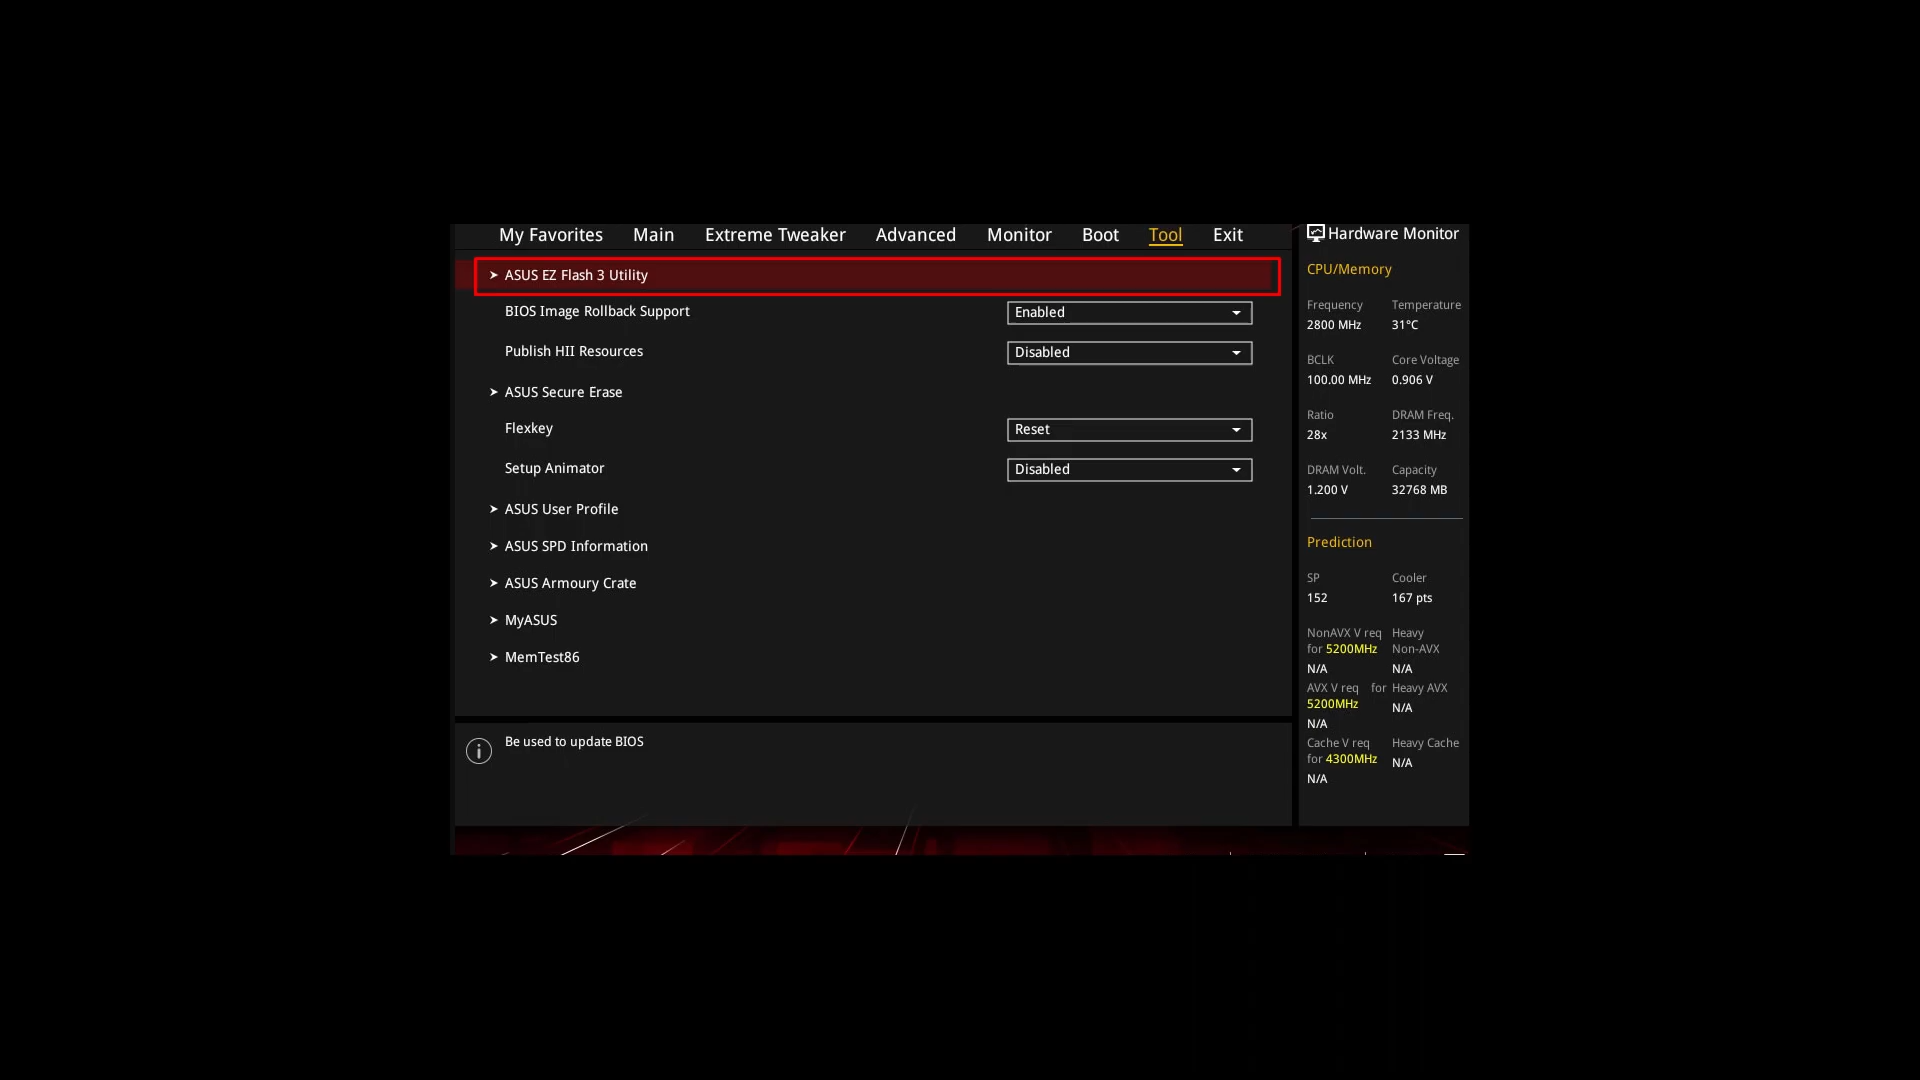 My Favorites Main Extreme Tweaker Advanced Monitor Boot Tool Exit
ASUS EZ Flash 3 Utility
BIOS Image Rollback Support Enabled
Publish HII Resources Disabled
ASUS Secure Erase
Flexkey Reset
Setup Animator Disabled
ASUS User Profile
ASUS SPD Information
ASUS Armoury Crate
MyASUS
MemTest86
Be used to update BIOS
Hardware Monitor
CPU/Memory
Frequency Temperature
2800 MHz 31°C
BCLK Core Voltage
100.00 MHz 0.906 V
Ratio DRAM Freq.
28x 2133 MHz
DRAM Volt. Capacity
1.200 V 32768 MB
Prediction
SP Cooler
152 167 pts
NonAVX V req Heavy
for 5200MHz Non-AVX
N/A N/A
AVX V req for Heavy AVX
5200MHz N/A
N/A
Cache V req Heavy Cache
for 4300MHz N/A
N/A